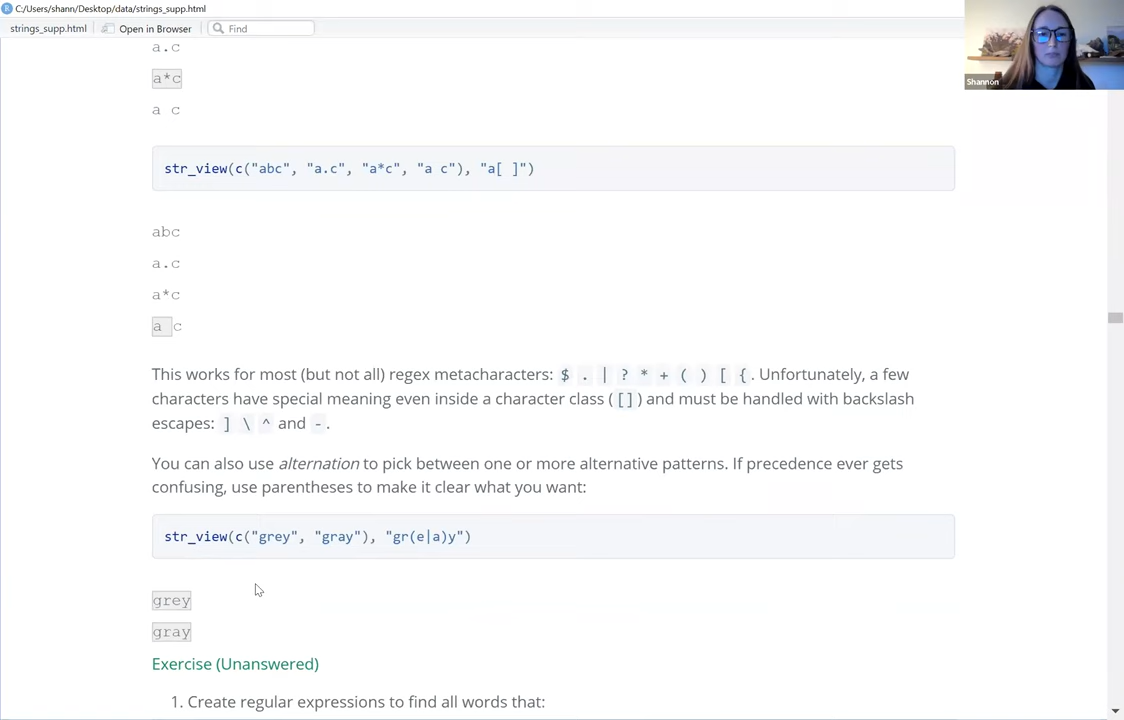 C:/Users/shann/Desktop/data/strings_supp.html
strings_supp.html Open in Browser Find
Shannon
a.c
a*c
a c
str_view(c("abc", "a.c", "a*c", "a c"), "a[ ]")
abc
a.c
a*c
a c
This works for most (but not all) regex metacharacters: $ . | ? * + ( ) [ {. Unfortunately, a few
characters have special meaning even inside a character class ( [] ) and must be handled with backslash
escapes: ] \ ^ and -.
You can also use alternation to pick between one or more alternative patterns. If precedence ever gets
confusing, use parentheses to make it clear what you want:
str_view(c("grey", "gray"), "gr(e|a)y")
grey
gray
Exercise (Unanswered)
1. Create regular expressions to find all words that: